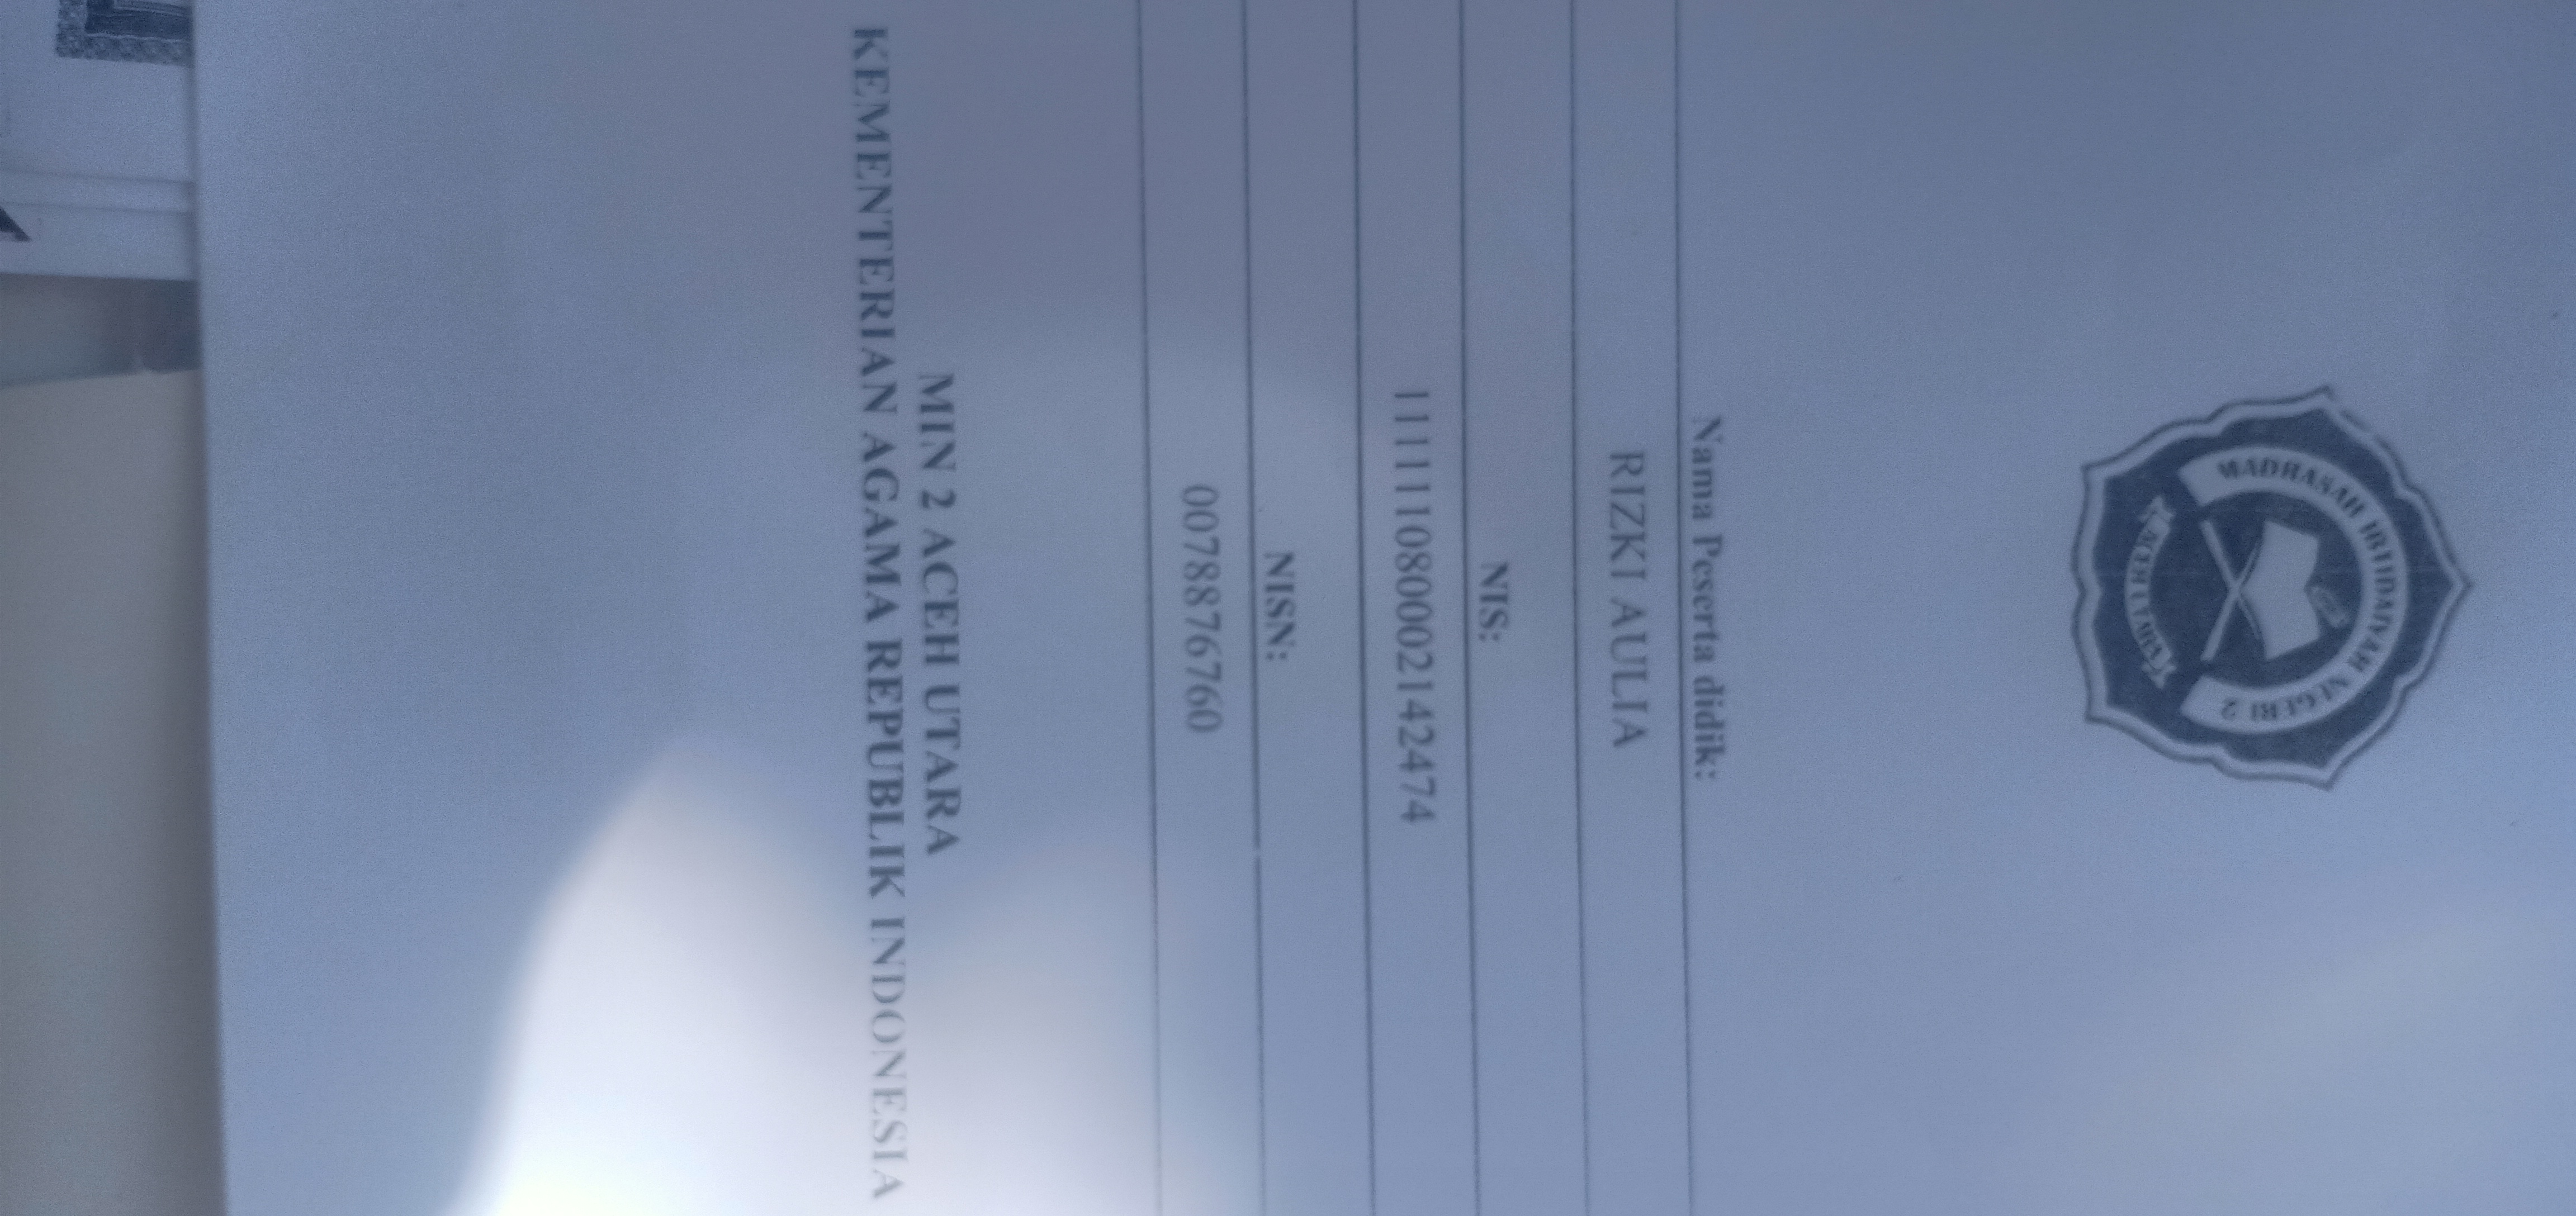 MADRASAH IBTIDAIYAH NEGERI 2
ACEH UTARA
Nama Peserta didik:
RIZKI AULIA
NIS:
111111080002142474
NISN:
0078876760
MIN 2 ACEH UTARA
KEMENTERIAN AGAMA REPUBLIK INDONESIA